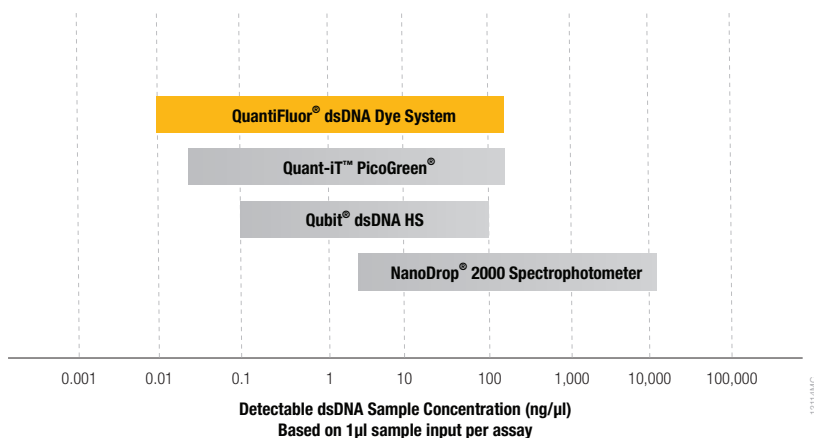 QuantiFluor® dsDNA Dye System
Quant-iT™ PicoGreen®
Qubit® dsDNA HS
NanoDrop® 2000 Spectrophotometer
0.001 0.01 0.1 1 10 100 1,000 10,000 100,000
Detectable dsDNA Sample Concentration (ng/µl)
Based on 1µl sample input per assay